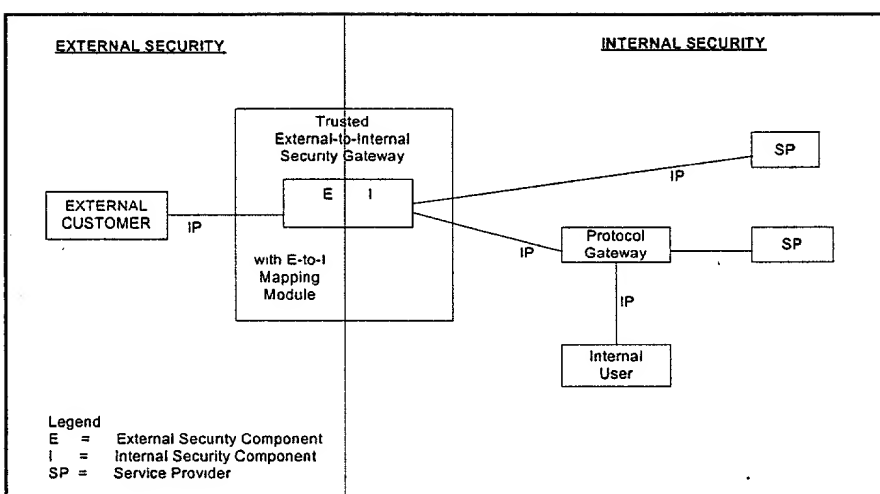 EXTERNAL SECURITY
INTERNAL SECURITY
Trusted
External-to-Internal
Security Gateway
E I
with E-to-I
Mapping
Module
EXTERNAL
CUSTOMER
IP
IP
SP
IP
Protocol
Gateway
SP
IP
Internal
User
Legend
E = External Security Component
I = Internal Security Component
SP = Service Provider